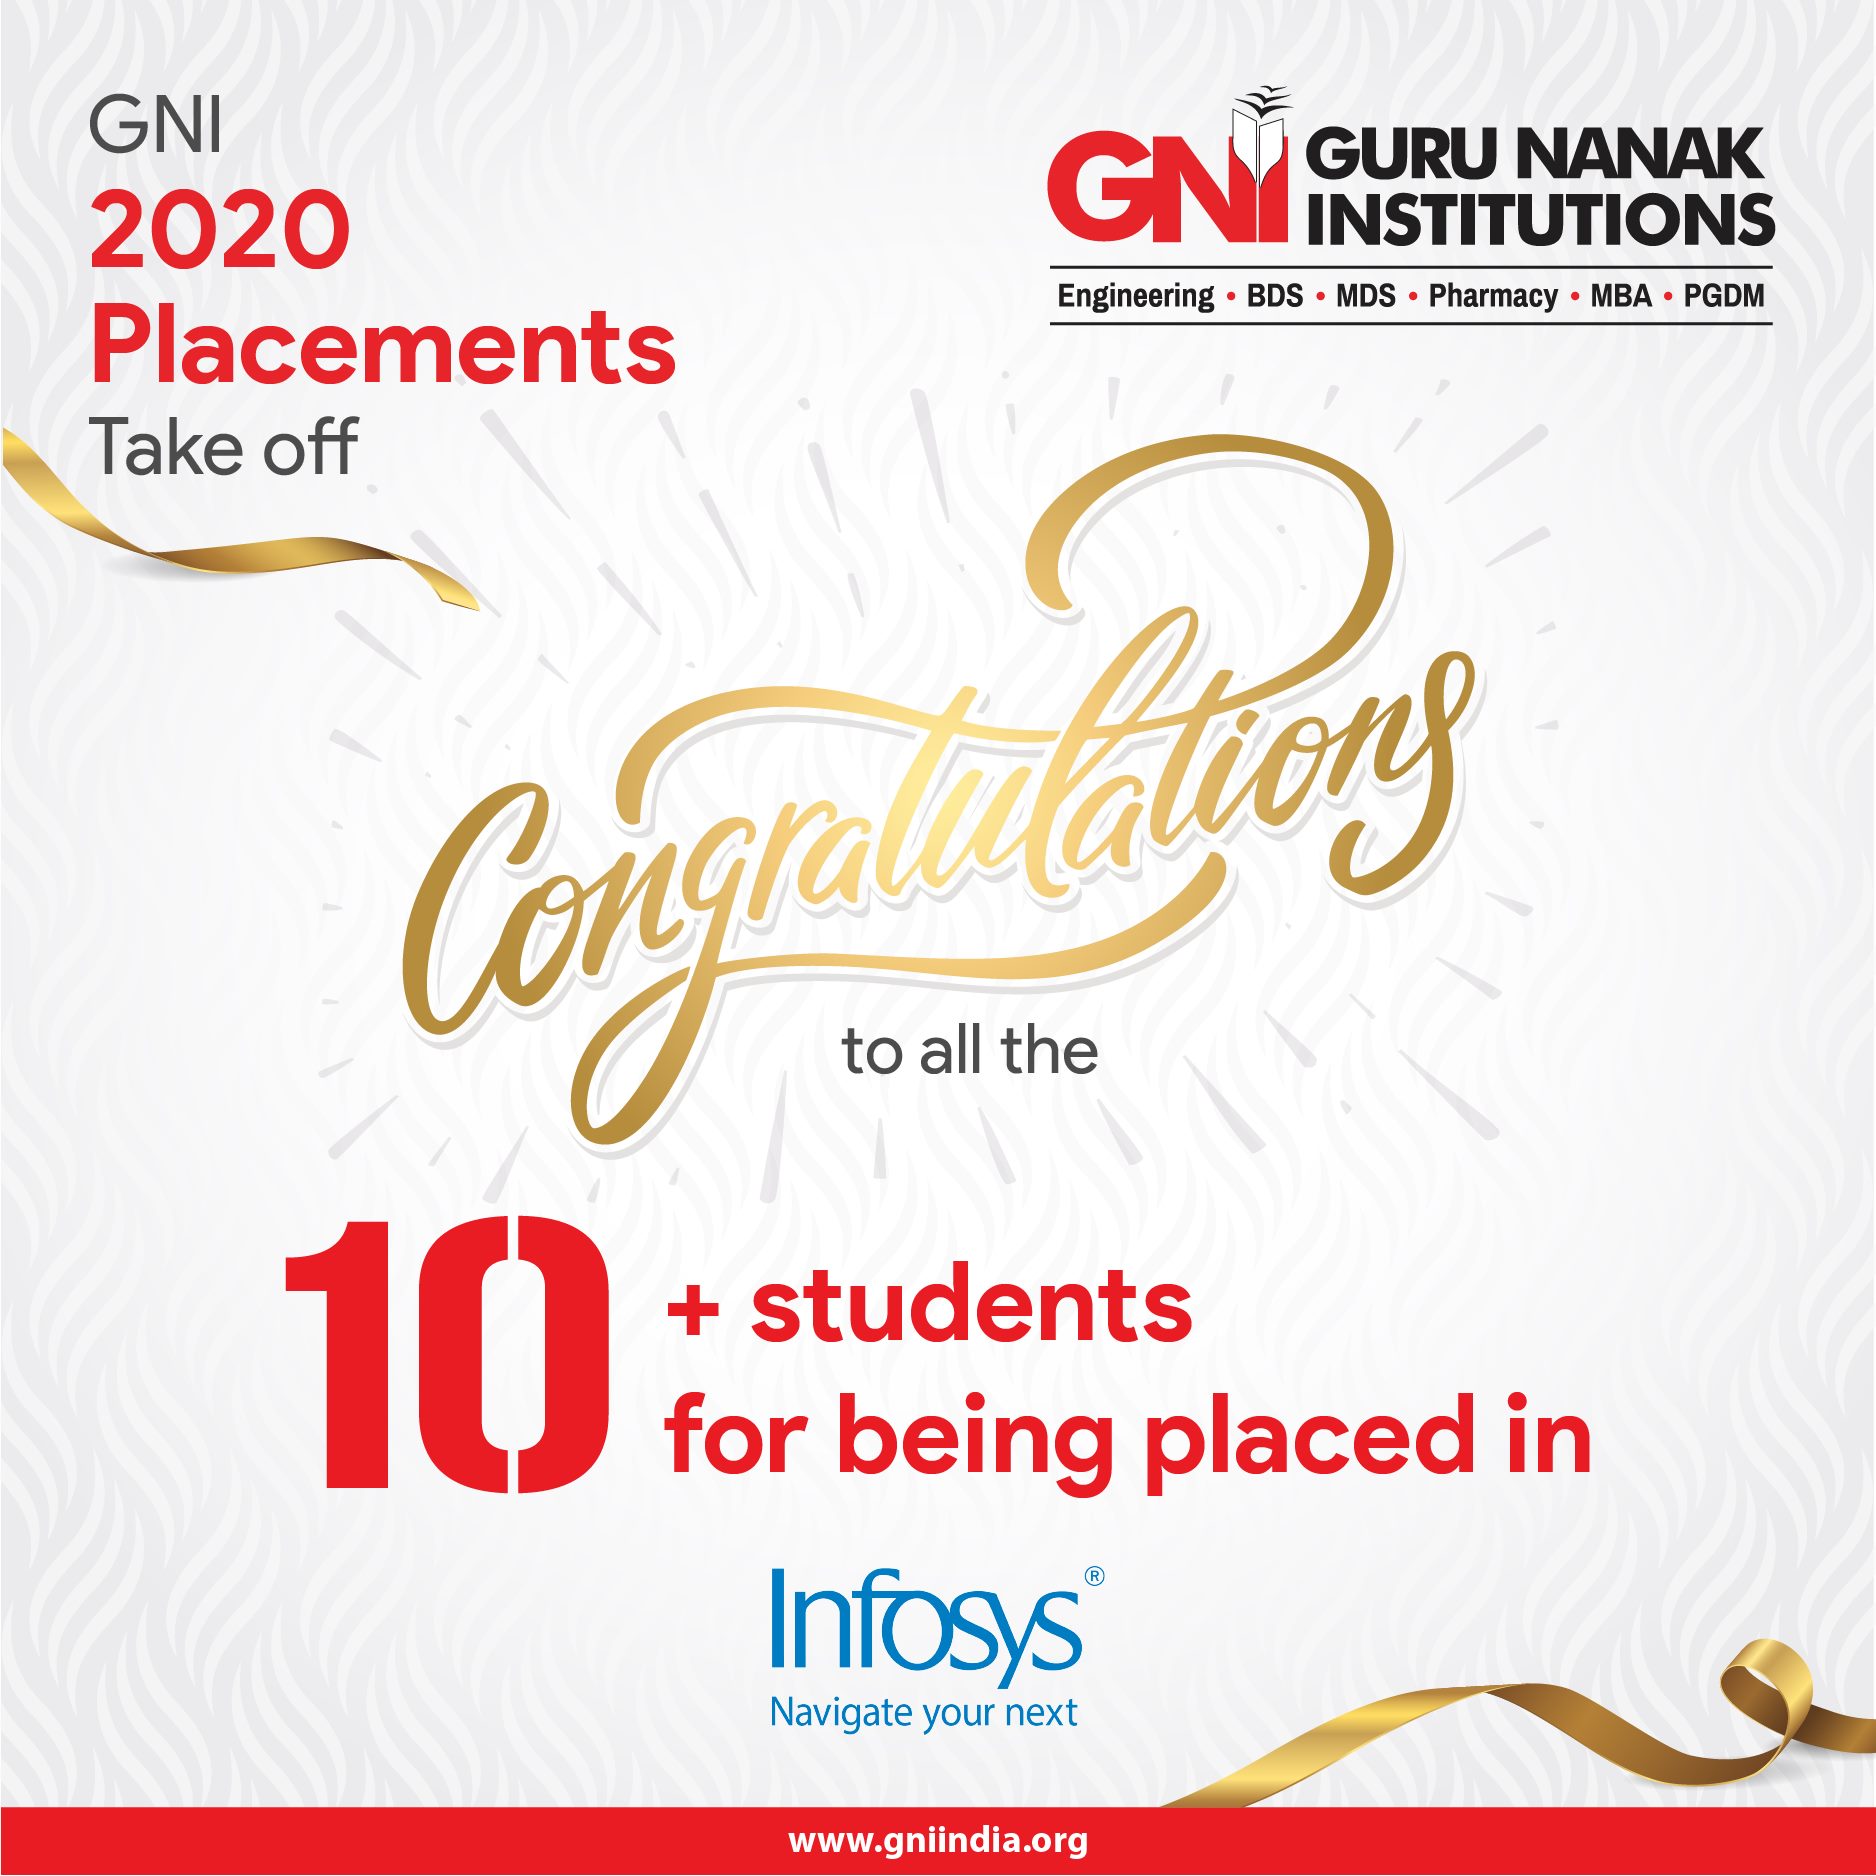 GNI
2020
Placements
Take off
GNI GURU NANAK
INSTITUTIONS
Engineering • BDS • MDS • Pharmacy • MBA • PGDM
Congratulations
to all the
10 + students
for being placed in
Infosys®
Navigate your next
www.gniindia.org